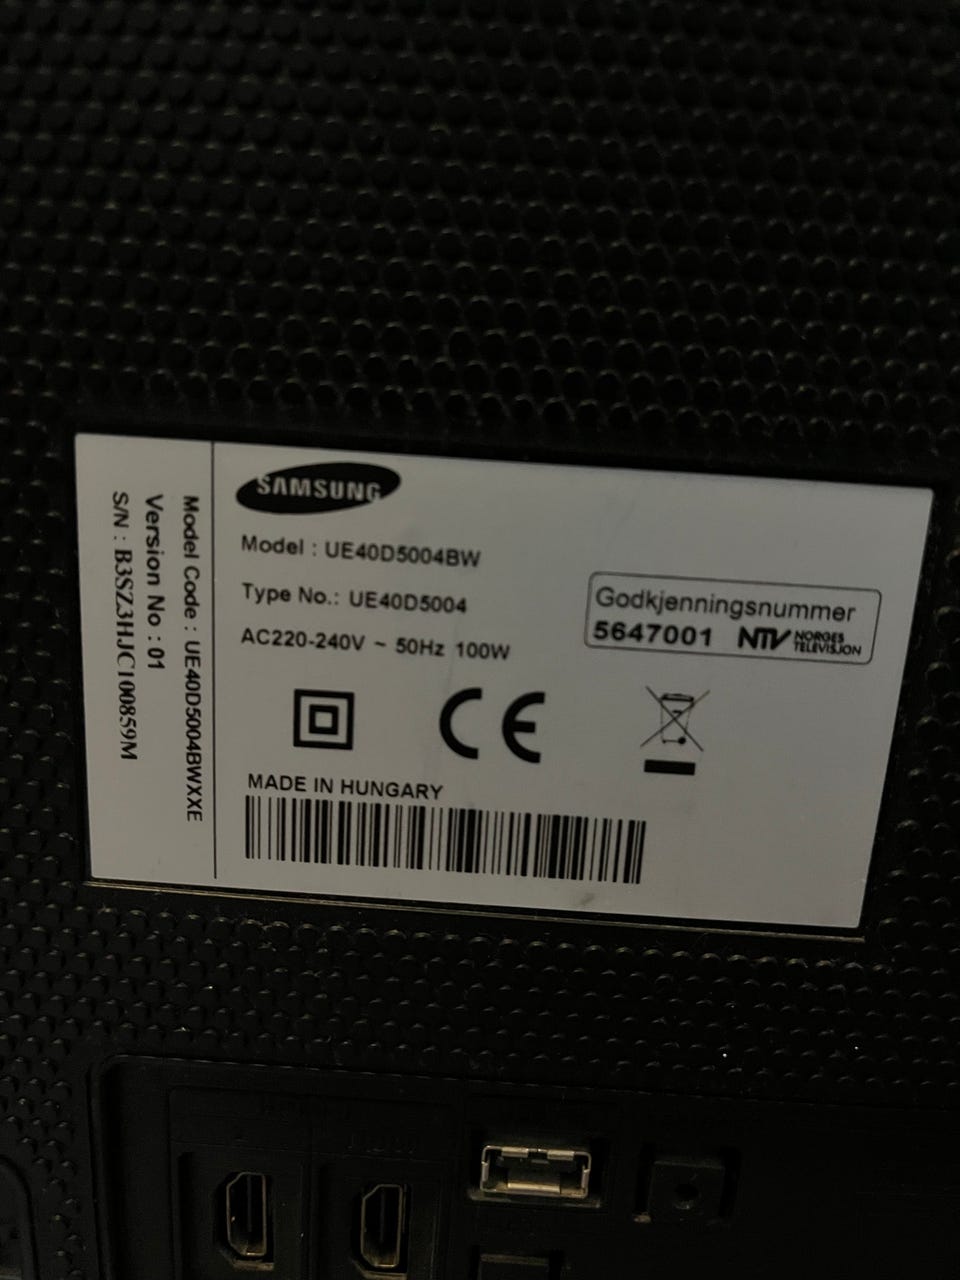 SAMSUNG
Model : UE40D5004BW
Type No.: UE40D5004
AC220-240V ~ 50Hz 100W
Godkjenningsnummer
5647001 NTV NORGES TELEVISJON
CE
MADE IN HUNGARY
Model Code : UE40D5004BWXXE
Version No : 01
S/N : B3SZ3HJC100859M